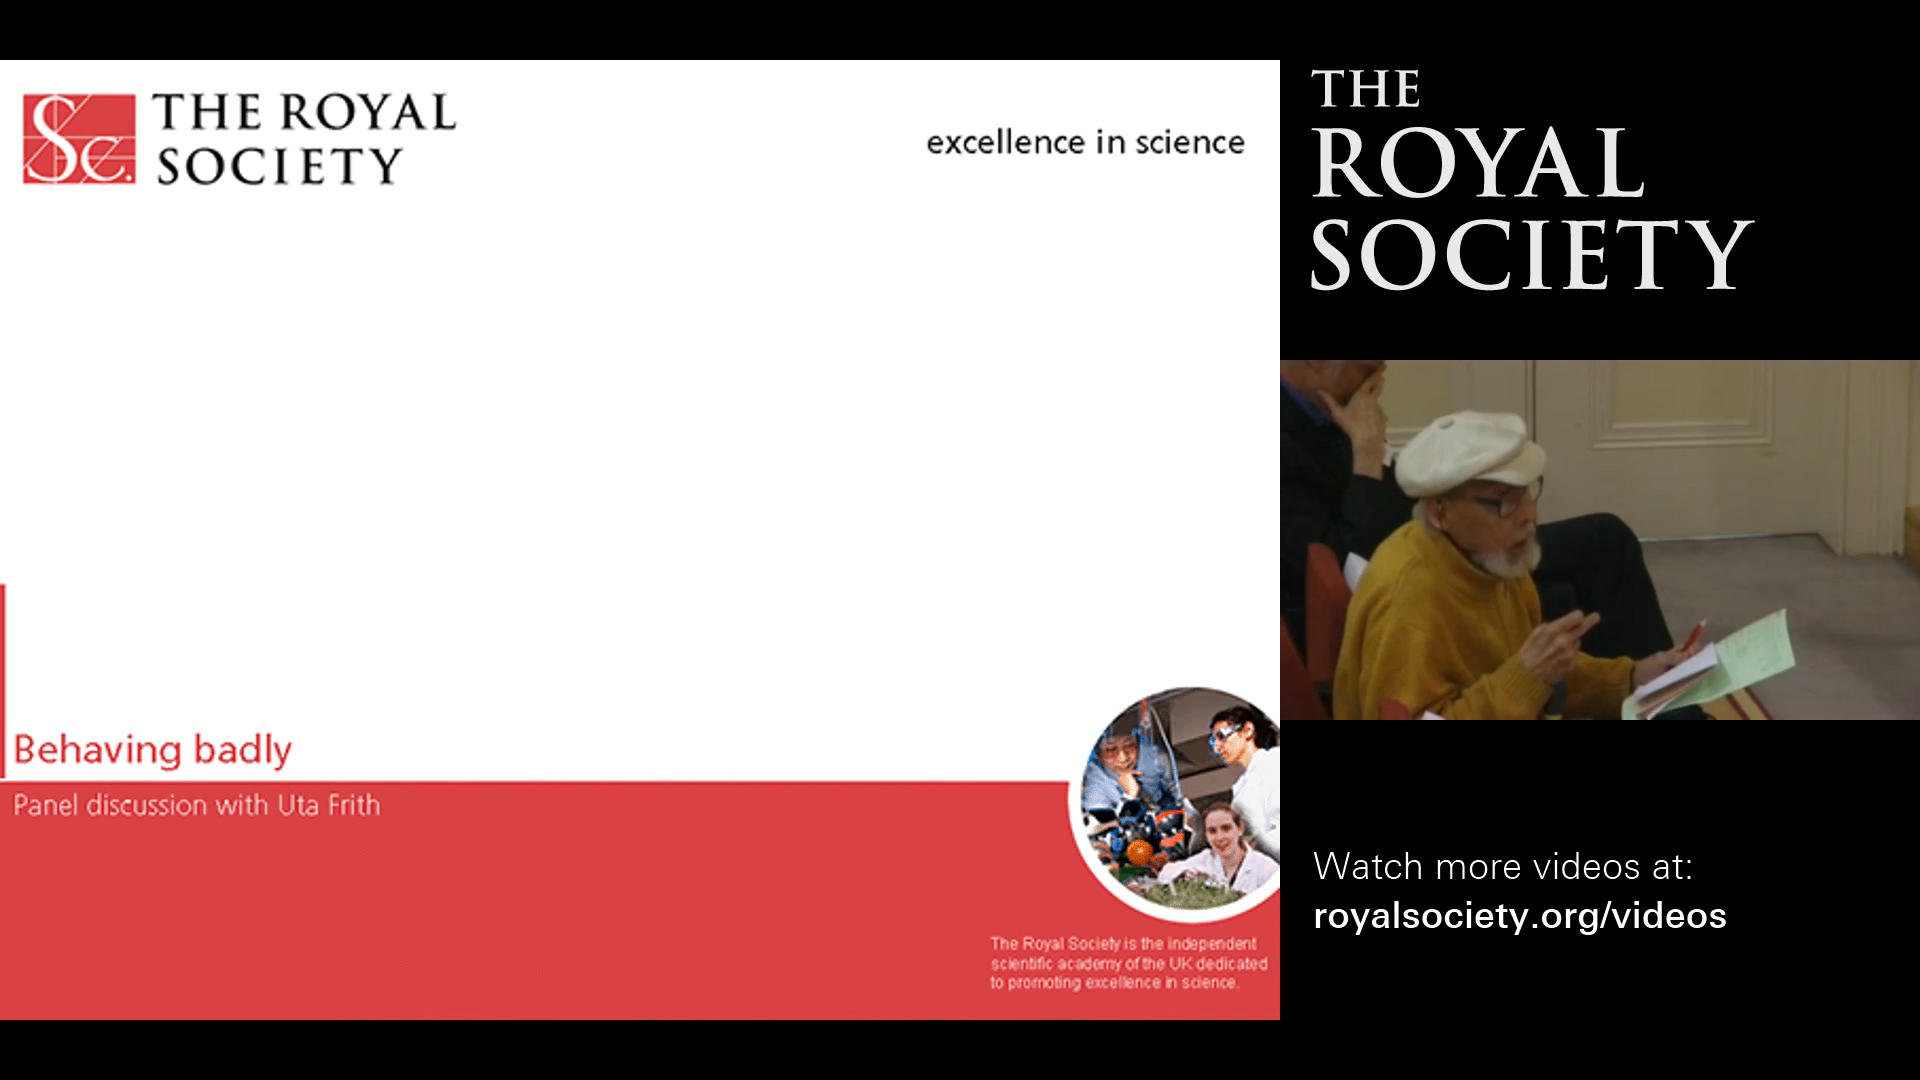 Sc.
THE ROYAL
SOCIETY
excellence in science
Behaving badly
Panel discussion with Uta Frith
The Royal Society is the independent
scientific academy of the UK dedicated
to promoting excellence in science.
THE
ROYAL
SOCIETY
Watch more videos at:
royalsociety.org/videos